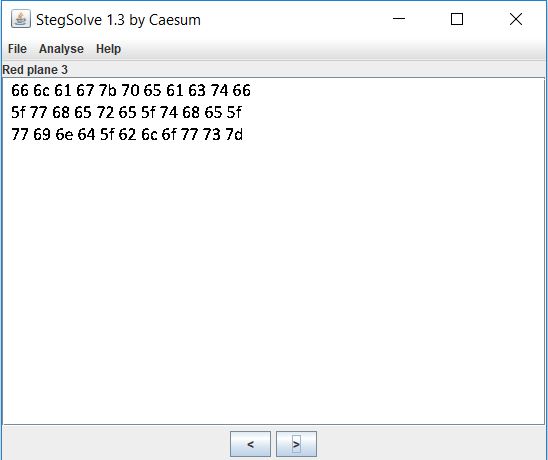 StegSolve 1.3 by Caesum
File Analyse Help
Red plane 3
66 6c 61 67 7b 70 65 61 63 74 66
5f 77 68 65 72 65 5f 74 68 65 5f
77 69 6e 64 5f 62 6c 6f 77 73 7d
< >